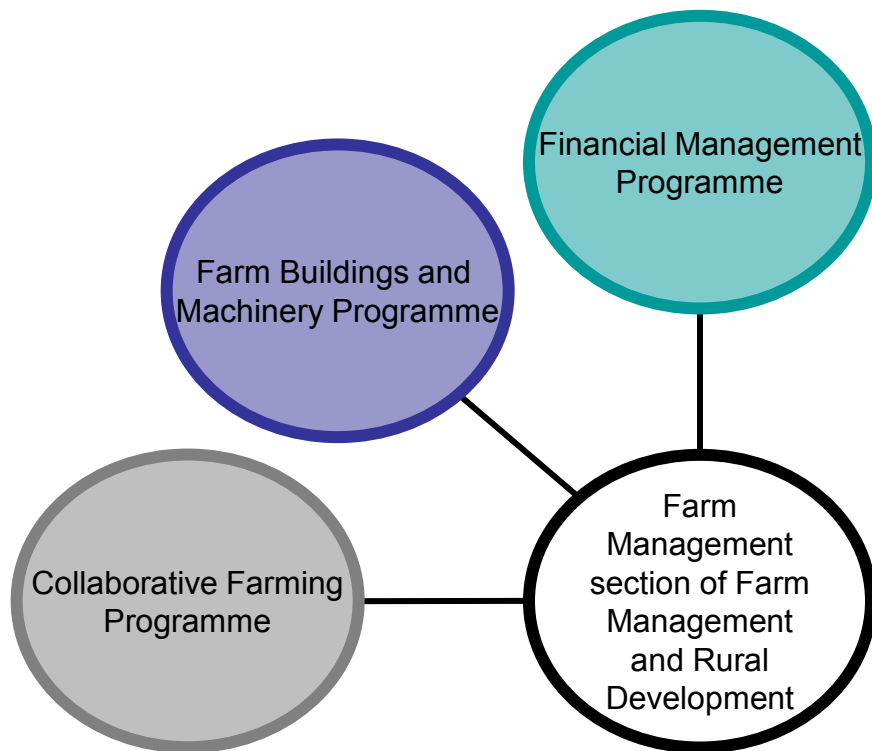 Financial Management
Programme
Farm Buildings and
Machinery Programme
Collaborative Farming
Programme
Farm
Management
section of Farm
Management
and Rural
Development